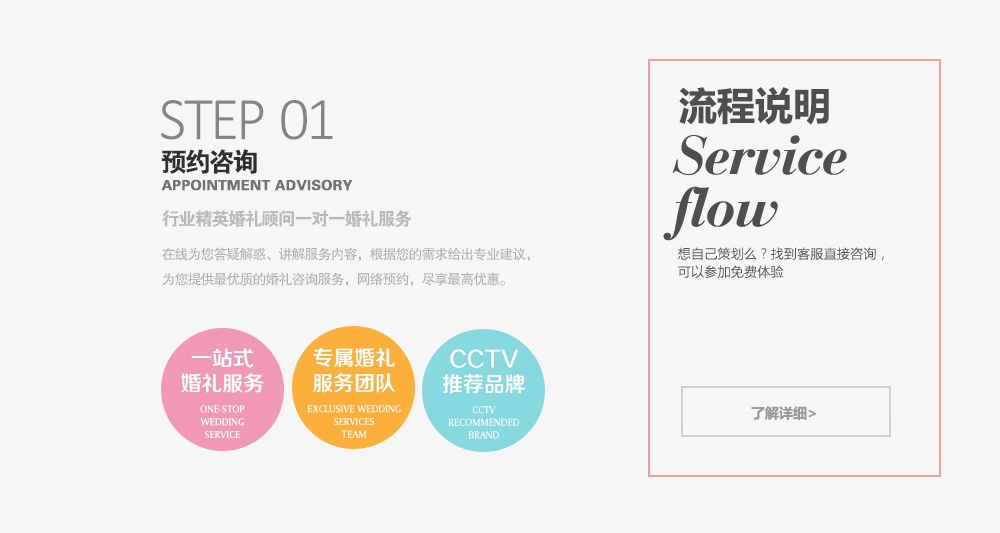 STEP 01
预约咨询
APPOINTMENT ADVISORY
行业精英婚礼顾问一对一婚礼服务
在线为您答疑解惑、讲解服务内容，根据您的需求给出专业建议，
为您提供最优质的婚礼咨询服务，网络预约，尽享最高优惠。
一站式
婚礼服务
ONE-STOP
WEDDING
SERVICE
专属婚礼
服务团队
EXCLUSIVE WEDDING
SERVICES
TEAM
CCTV
推荐品牌
CCTV
RECOMMENDED
BRAND
流程说明
Service
flow
想自己策划么？找到客服直接咨询，
可以参加免费体验
了解详细>